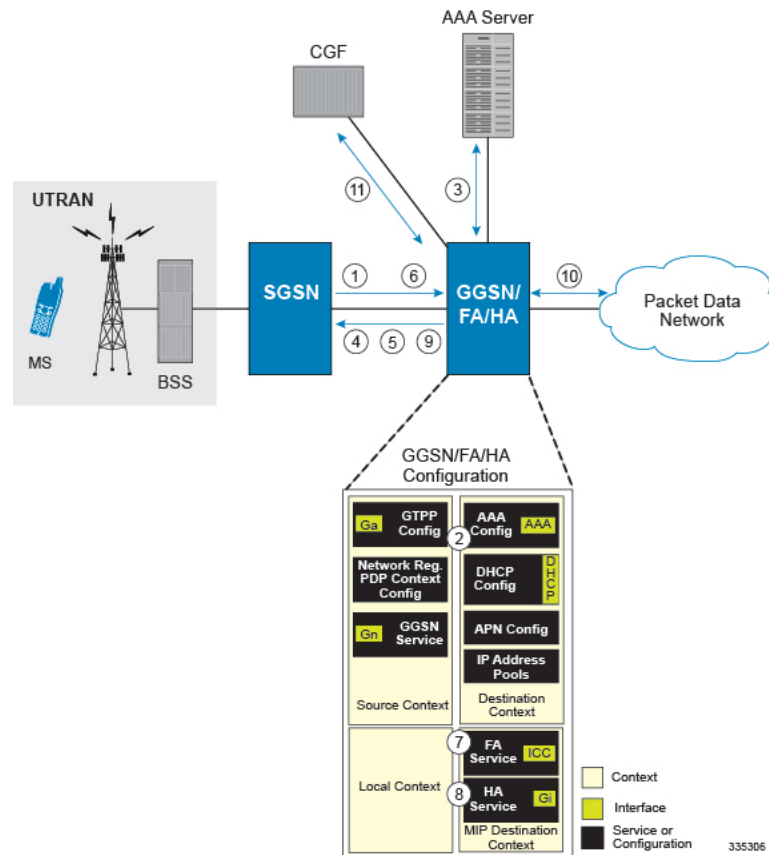 AAA Server
CGF
11
3
UTRAN
MS
BSS
SGSN
1
6
4
5
9
GGSN/
FA/HA
10
Packet Data
Network
GGSN/FA/HA
Configuration
Ga
GTPP
Config
Network Reg.
PDP Context
Config
Gn
GGSN
Service
Source Context
2
AAA
Config
AAA
DHCP
Config
D
H
C
P
APN Config
IP Address
Pools
Destination
Context
Local Context
7
FA
Service
ICC
8
HA
Service
Gi
MIP Destination
Context
Context
Interface
Service or
Configuration
335306